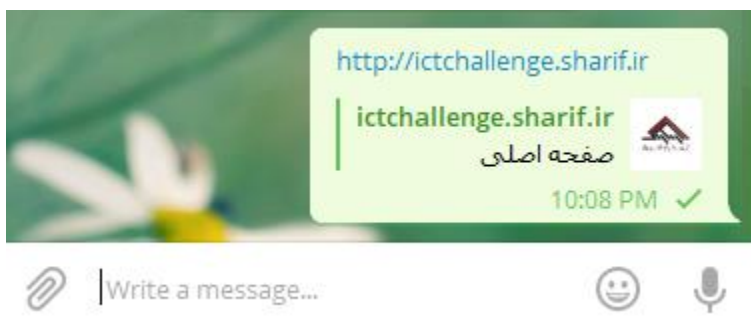 http://ictchallenge.sharif.ir
ictchallenge.sharif.ir
صفحه اصلی
10:08 PM
Write a message...